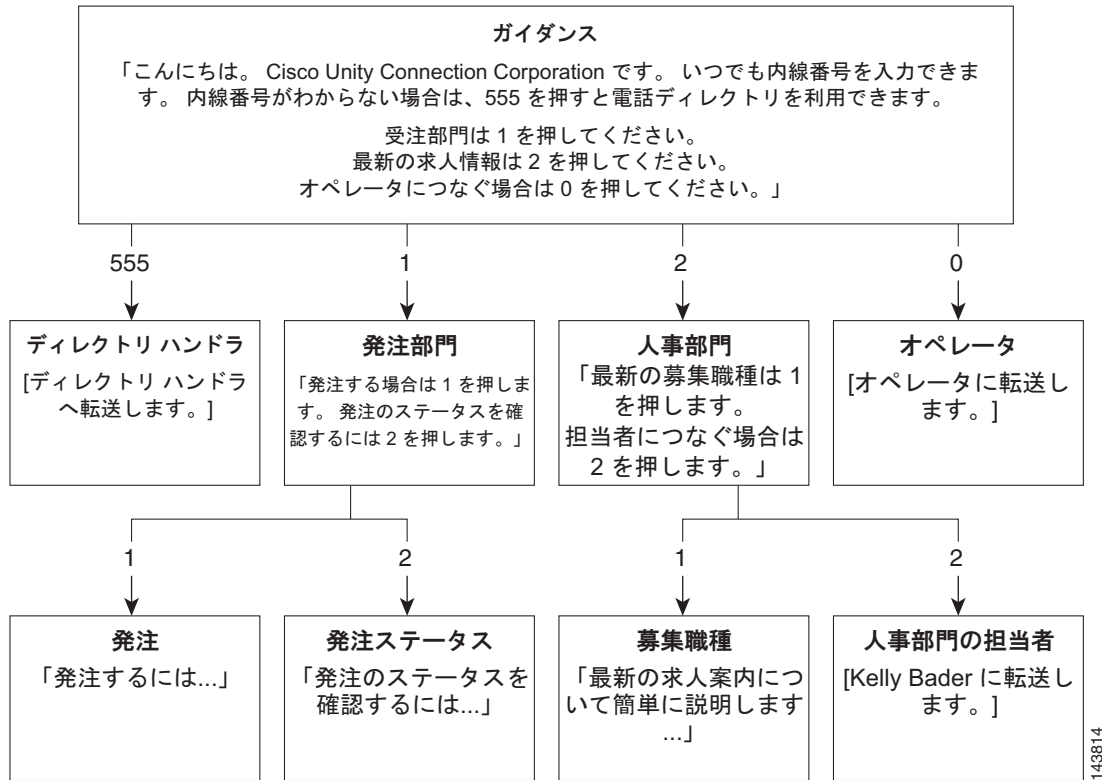 ガイダンス
「こんにちは。 Cisco Unity Connection Corporation です。 いつでも内線番号を入力できま
す。 内線番号がわからない場合は、555 を押すと電話ディレクトリを利用できます。
受注部門は 1 を押してください。
最新の求人情報は 2 を押してください。
オペレータにつなぐ場合は 0 を押してください。」
555
1
2
0
ディレクトリ ハンドラ
[ディレクトリ ハンドラ
へ転送します。]
発注部門
「発注する場合は 1 を押しま
す。 発注のステータスを確
認するには 2 を押します。」
人事部門
「最新の募集職種は 1
を押します。
担当者につなぐ場合は
2 を押します。」
オペレータ
[オペレータに転送し
ます。]
1
2
1
2
発注
「発注するには...」
発注ステータス
「発注のステータスを
確認するには...」
募集職種
「最新の求人案内につ
いて簡単に説明します
...」
人事部門の担当者
[Kelly Bader に転送し
ます。]
143814